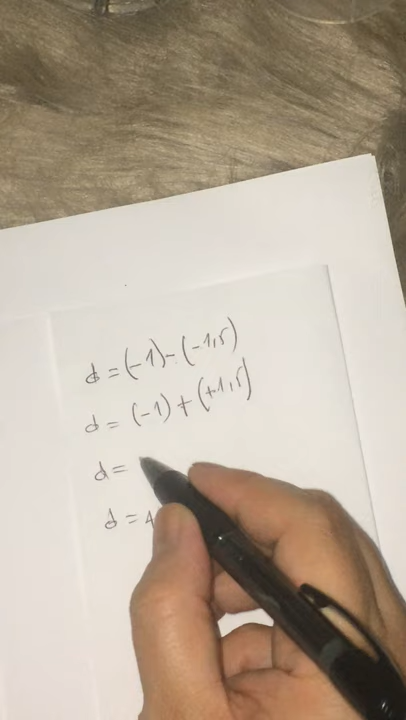 d = (-1) - (-1,5)
d = (-1) + (+1,5)
d =
d =